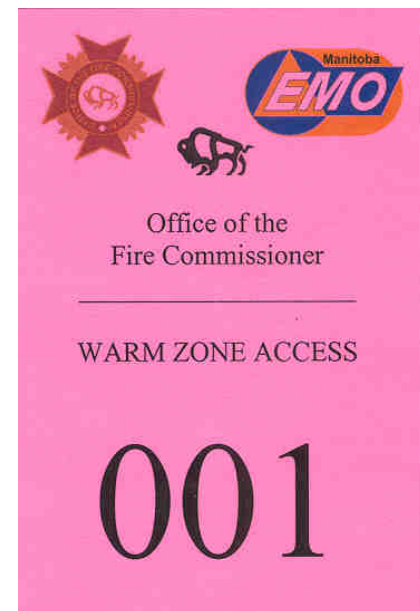 Manitoba
EMO
Office of the
Fire Commissioner
WARM ZONE ACCESS
001